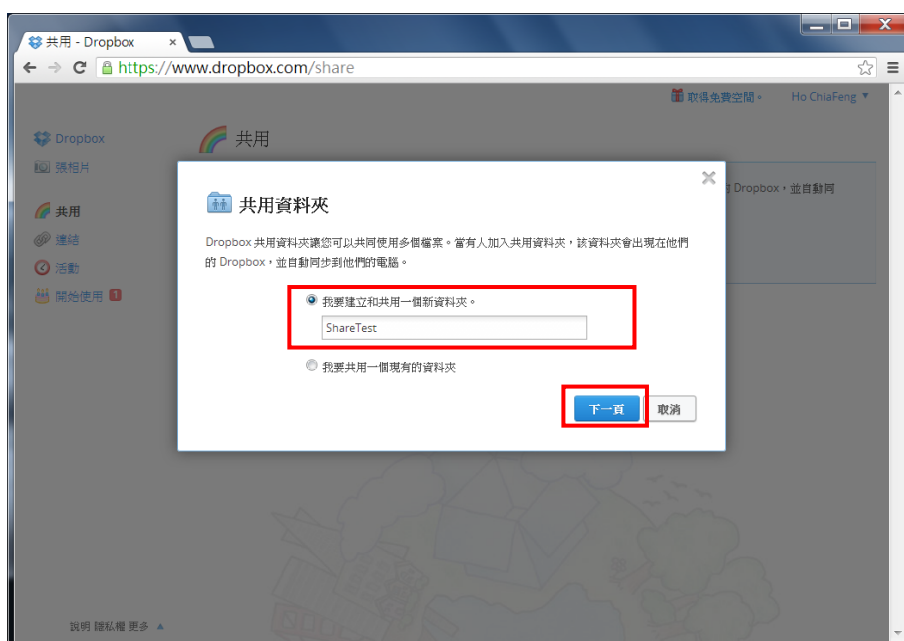 共用 - Dropbox
https://www.dropbox.com/share
取得免費空間。 Ho ChiaFeng
Dropbox
共用
張相片
共用
連結
活動
開始使用 1
Dropbox,並自動同
共用資料夾
Dropbox 共用資料夾讓您可以共同使用多個檔案。當有人加入共用資料夾,該資料夾會出現在他們
的 Dropbox,並自動同步到他們的電腦。
我要建立和共用一個新資料夾。
ShareTest
我要共用一個現有的資料夾
下一頁 取消
說明 隱私權 更多